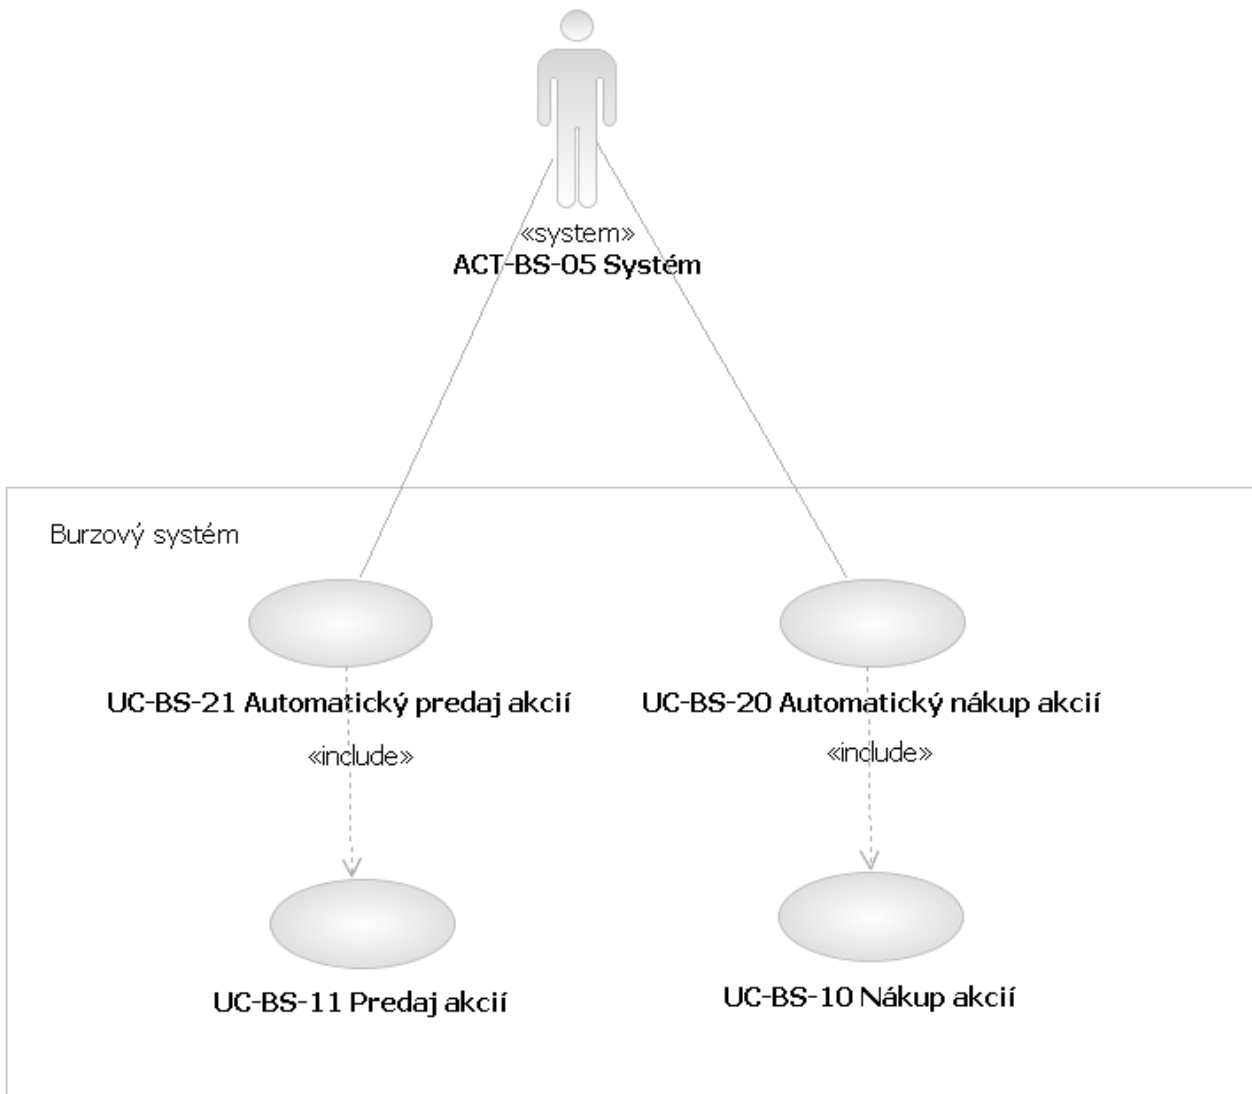 «system»
ACT-BS-05 Systém
Burzový systém
UC-BS-21 Automatický predaj akcií
UC-BS-20 Automatický nákup akcií
«include»
«include»
UC-BS-11 Predaj akcií
UC-BS-10 Nákup akcií